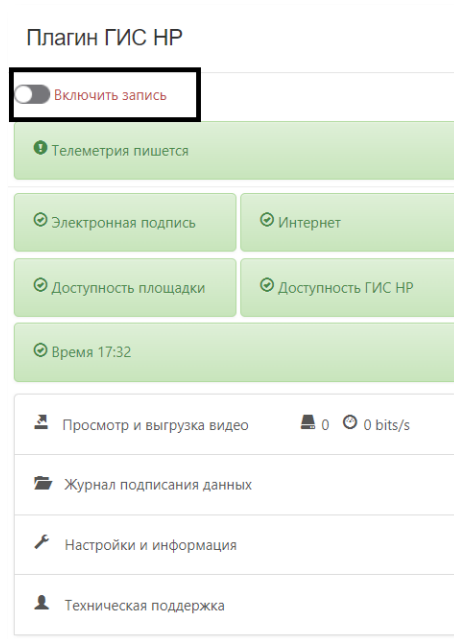 Плагин ГИС НР
Включить запись
Телеметрия пишется
Электронная подпись
Интернет
Доступность площадки
Доступность ГИС НР
Время 17:32
Просмотр и выгрузка видео 0 0 bits/s
Журнал подписания данных
Настройки и информация
Техническая поддержка